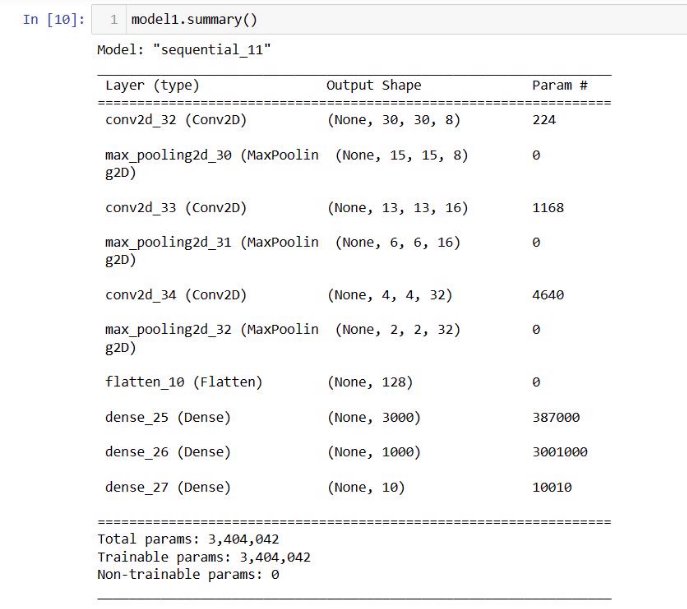 In [10]: 1 model1.summary()
Model: "sequential_11"
_________________________________________________________________
Layer (type) Output Shape Param #
=================================================================
conv2d_32 (Conv2D) (None, 30, 30, 8) 224
max_pooling2d_30 (MaxPoolin (None, 15, 15, 8) 0
g2D)
conv2d_33 (Conv2D) (None, 13, 13, 16) 1168
max_pooling2d_31 (MaxPoolin (None, 6, 6, 16) 0
g2D)
conv2d_34 (Conv2D) (None, 4, 4, 32) 4640
max_pooling2d_32 (MaxPoolin (None, 2, 2, 32) 0
g2D)
flatten_10 (Flatten) (None, 128) 0
dense_25 (Dense) (None, 3000) 387000
dense_26 (Dense) (None, 1000) 3001000
dense_27 (Dense) (None, 10) 10010
=================================================================
Total params: 3,404,042
Trainable params: 3,404,042
Non-trainable params: 0
_________________________________________________________________